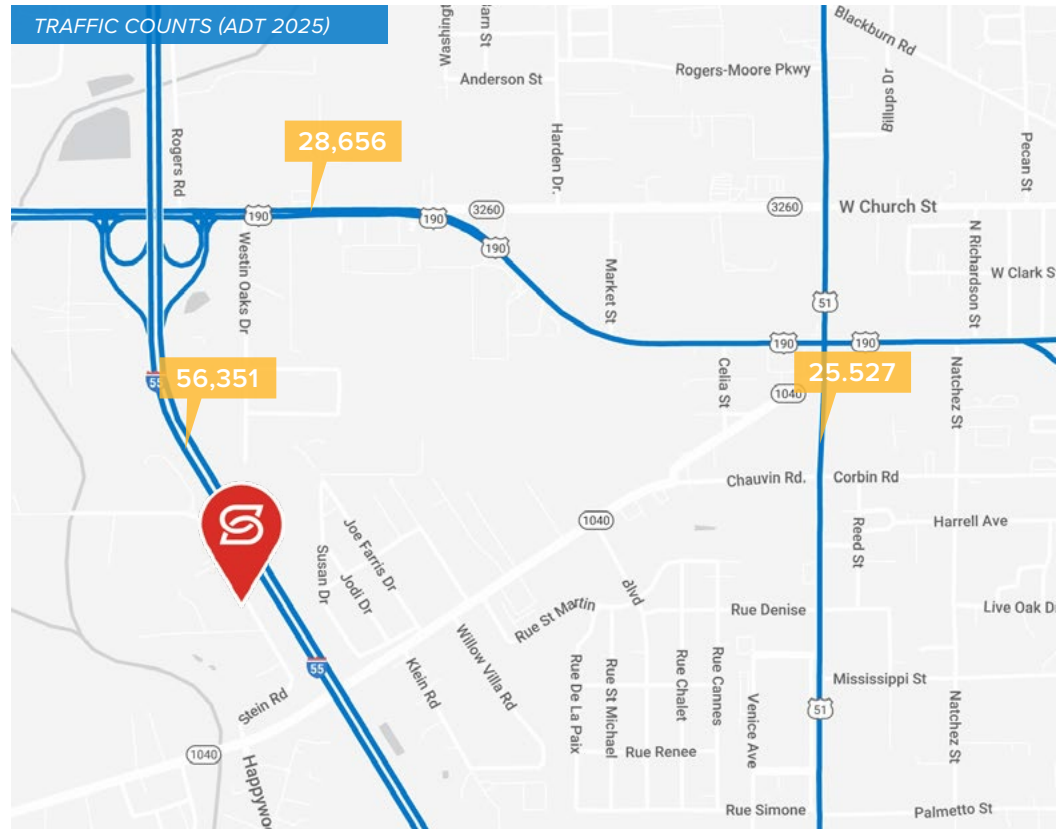 TRAFFIC COUNTS (ADT 2025)
Blackburn Rd
Anderson St
Rogers-Moore Pkwy
Billups Dr
Rogers Rd
28,656
Harden Dr.
Pecan St
190
190
3260
3260
W Church St
190
Westin Oaks Dr
Market St
N Richardson St
W Clark S
51
190
190
55
56,351
Celia St
25.527
1040
Natchez St
Chauvin Rd.
Corbin Rd
S
1040
Reed St
Harrell Ave
Joe Farris Dr
Susan Dr
Jodi Dr
Blvd
Rue St Martin
Rue Denise
Live Oak D
Willow Villa Rd
Klein Rd
55
Rue De La Paix
Rue St Michael
Rue Chalet
Rue Cannes
Venice Ave
Mississippi St
Stein Rd
51
Natchez St
1040
Rue Renee
Happywo
Rue Simone
Palmetto St